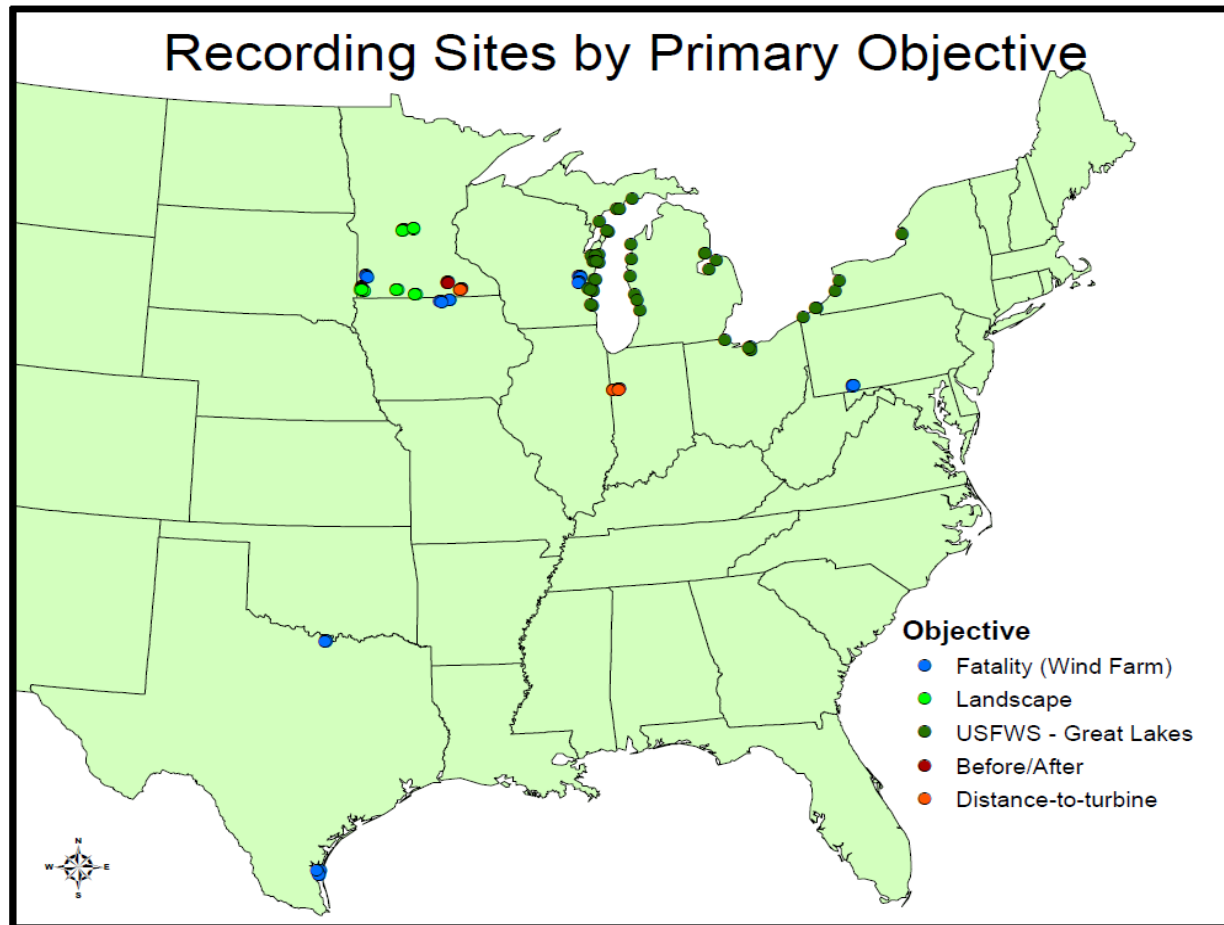 Recording Sites by Primary Objective
Objective
Fatality (Wind Farm)
Landscape
USFWS - Great Lakes
Before/After
Distance-to-turbine
N
W E
S